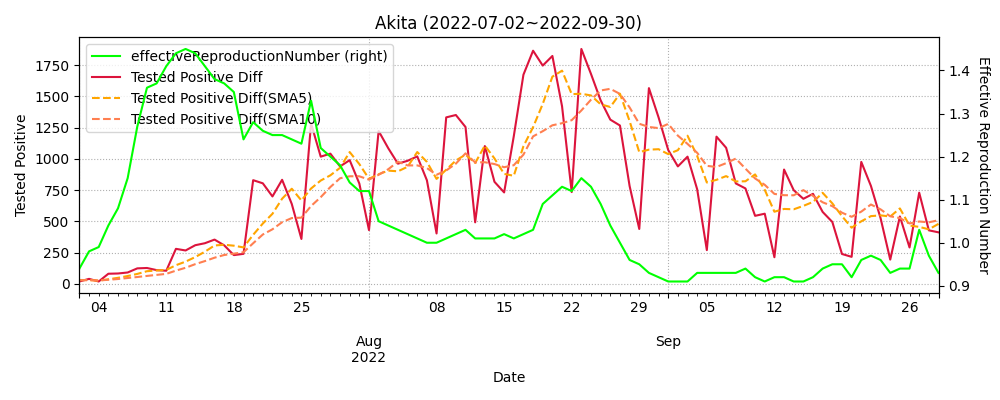 Akita (2022-07-02~2022-09-30)
effectiveReproductionNumber (right)
Tested Positive Diff
Tested Positive Diff(SMA5)
Tested Positive Diff(SMA10)
Tested Positive
1750
1500
1250
1000
750
500
250
0
1.4
1.3
1.2
1.1
1.0
0.9
Effective Reproduction Number
04 11 18 25 08 15 22 29 05 12 19 26
Aug Sep
2022
Date